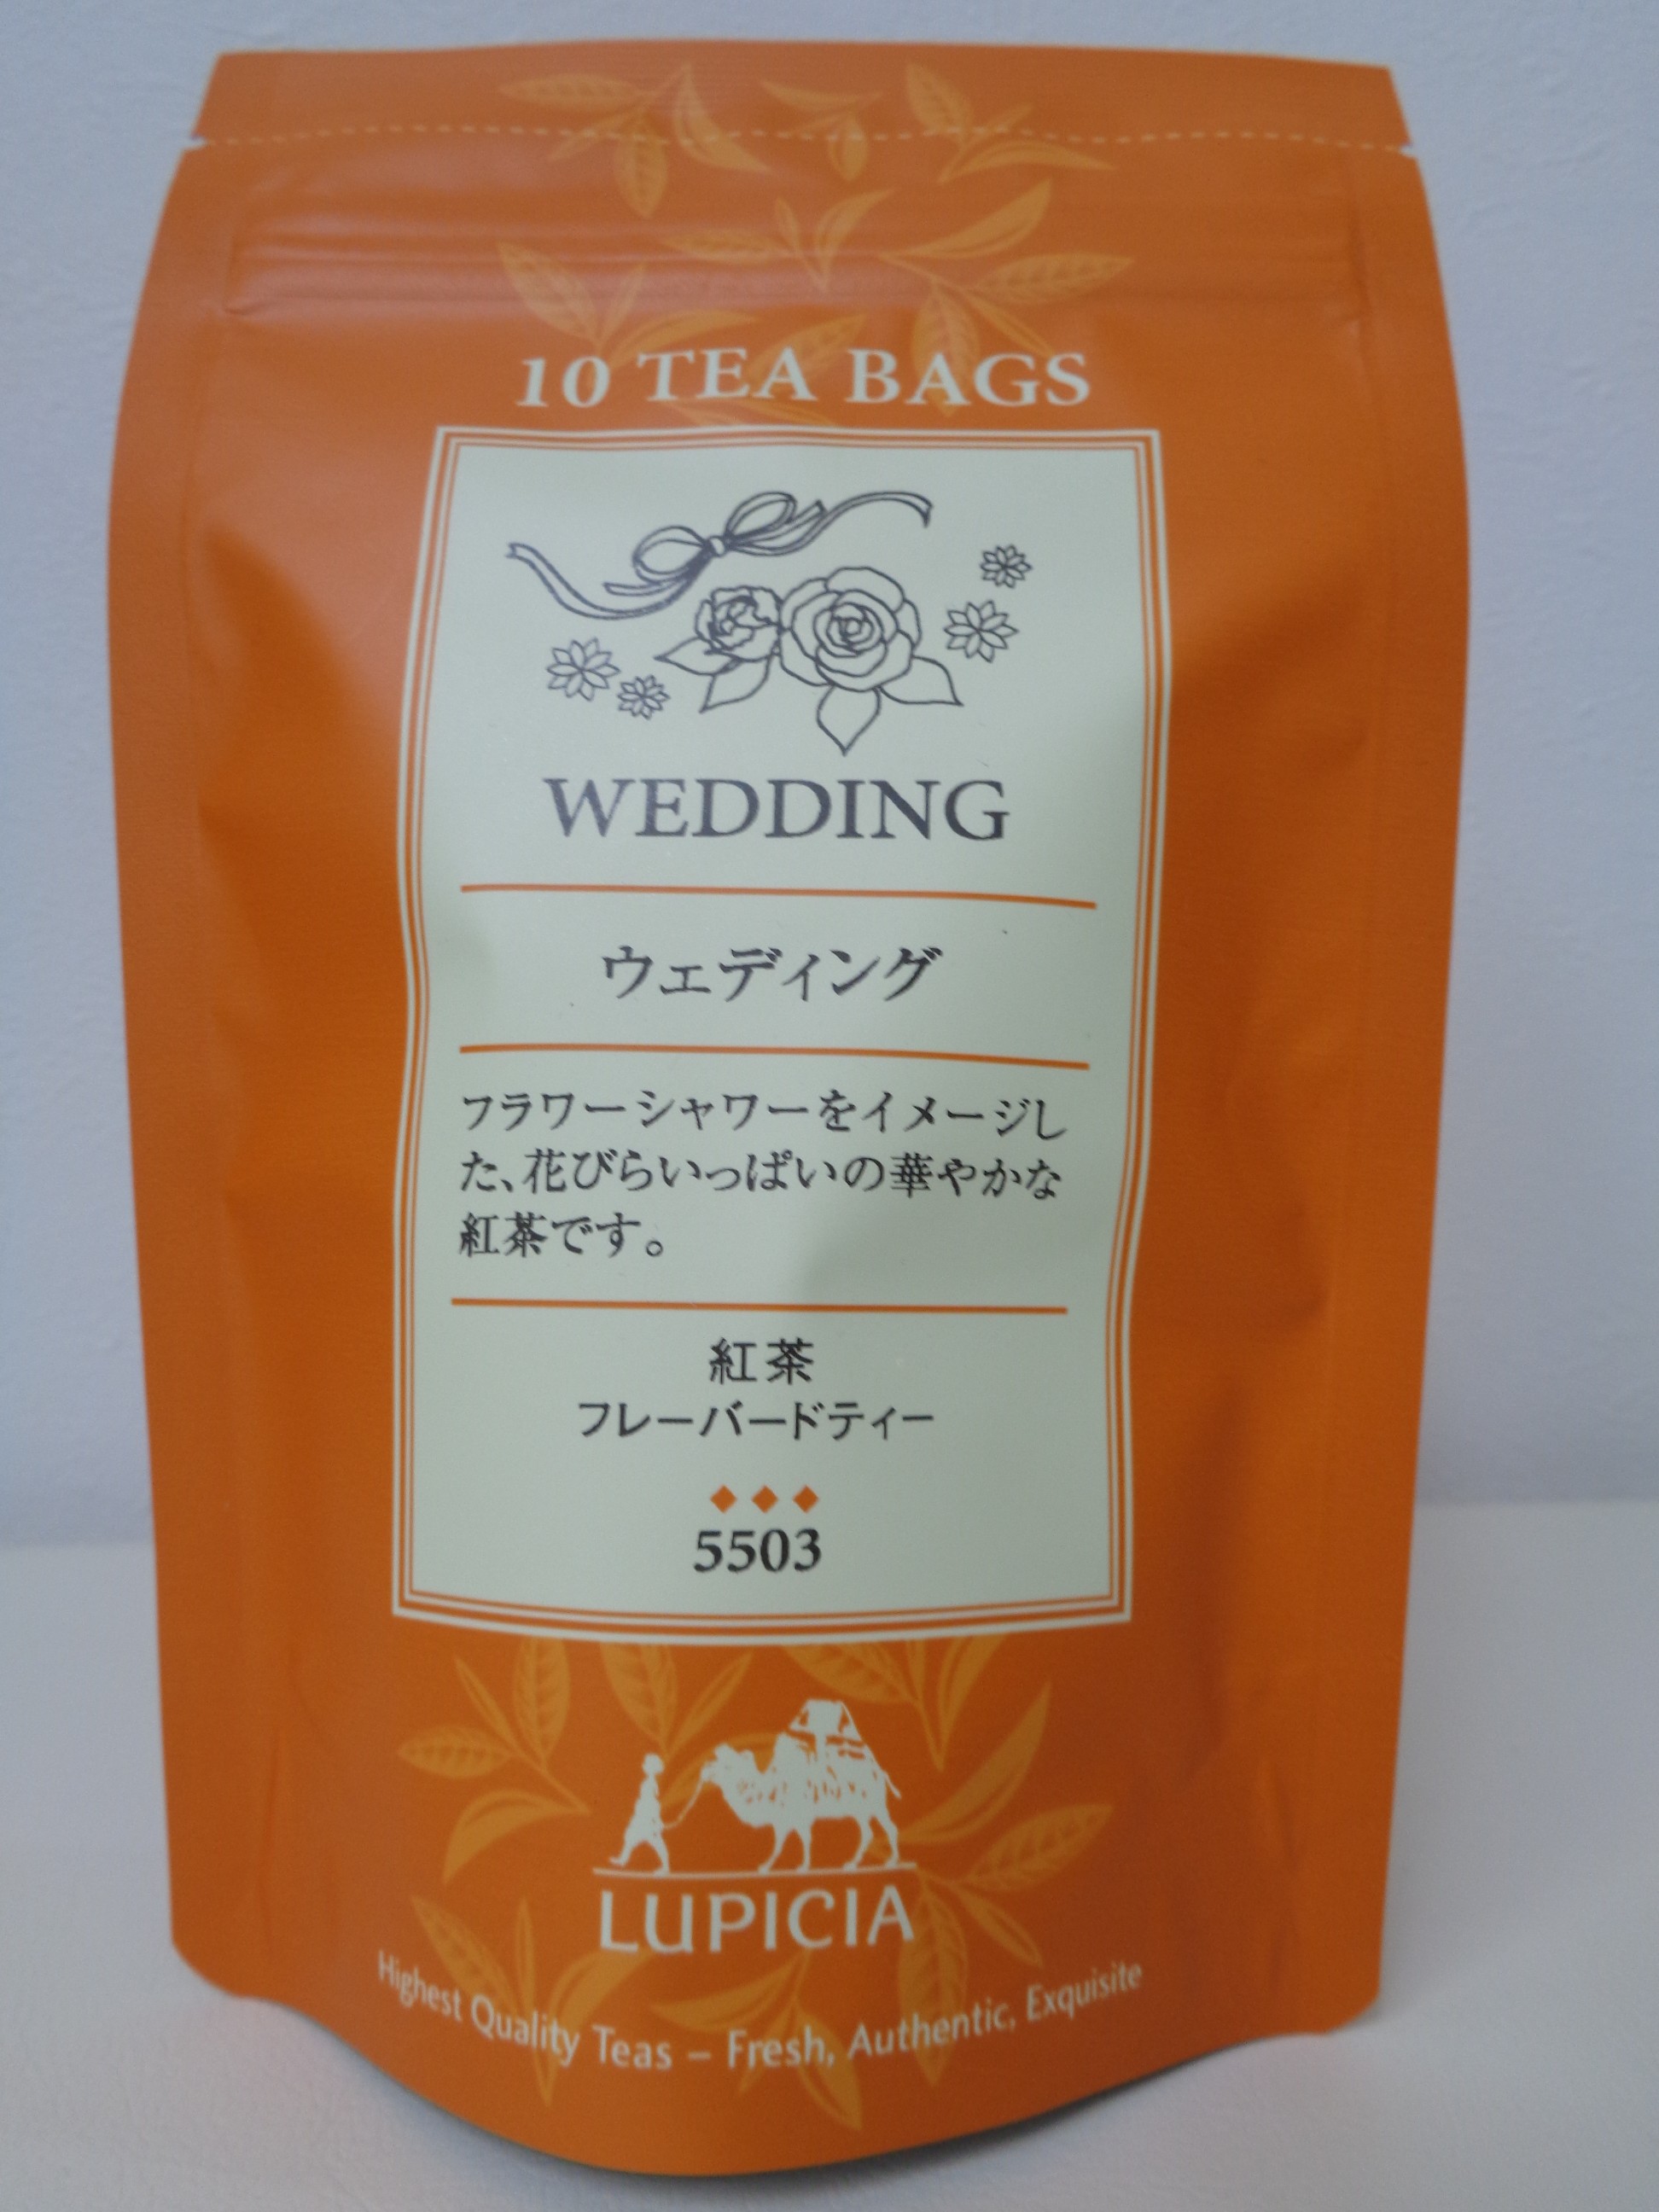 10 TEA BAGS
WEDDING
ウェディング
フラワーシャワーをイメージし
た、花びらいっぱいの華やかな
紅茶です。
紅茶
フレーバードティー
5503
LUPICIA
Highest Quality Teas – Fresh, Authentic, Exquisite